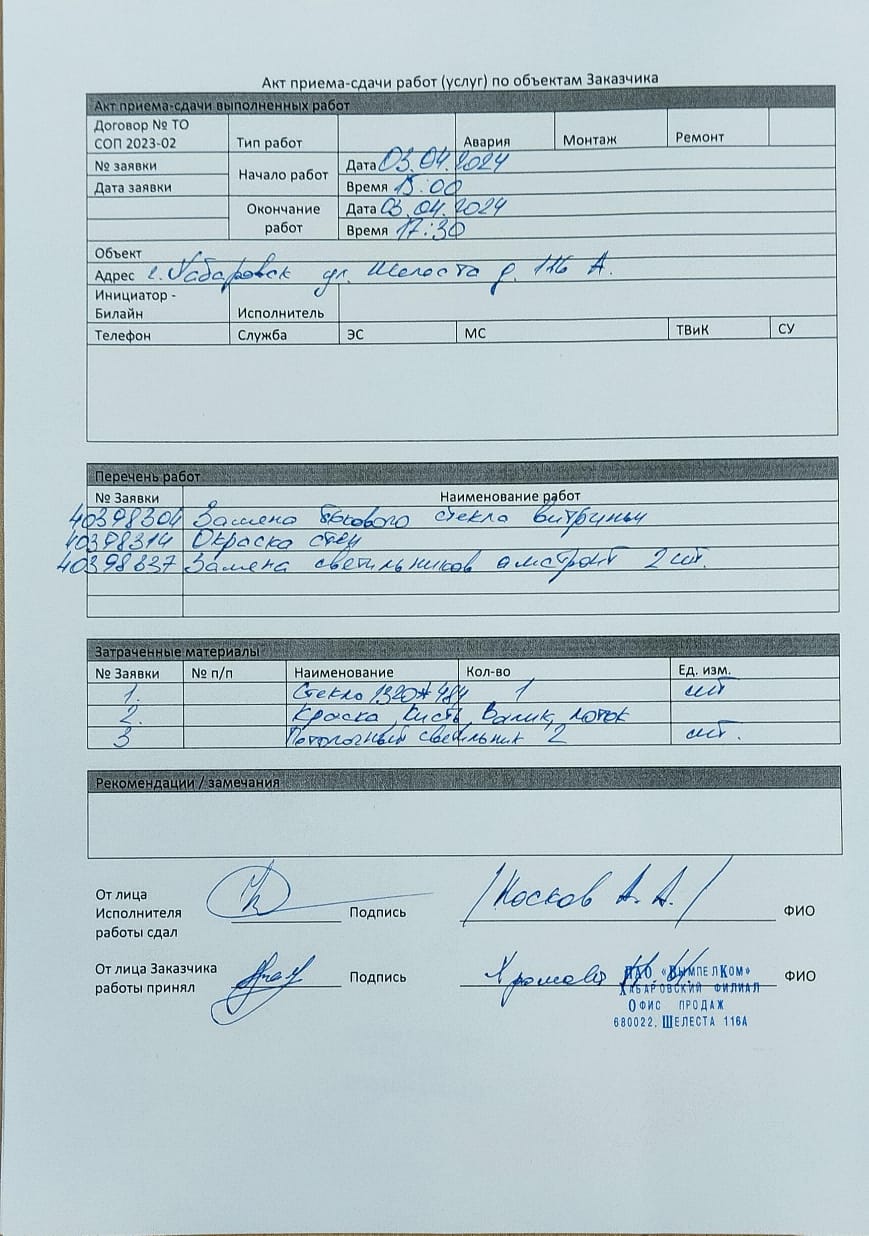 Акт приема-сдачи работ (услуг) по объектам Заказчика
Акт приема-сдачи выполненных работ
Договор № ТО СОП 2023-02 Тип работ Авария Монтаж Ремонт
№ заявки Начало работ Дата 03.04.2024
Дата заявки Время 15:00
Окончание работ Дата 03.04.2024
Время 17:30
Объект
Адрес г. Хабаровск ул. Шелеста д. 116 А.
Инициатор - Билайн Исполнитель
Телефон Служба ЭС МС ТВиК СУ
Перечень работ
№ Заявки Наименование работ
40398304 Замена бокового стекла витрины
40398314 Окраска стен
40398337 Замена светильников амстронг 2 шт.
Затраченные материалы
№ Заявки № п/п Наименование Кол-во Ед. изм.
1. Стекло 1320*484 1 шт
2. Краска, Кисть, Валик, лоток
3 Потолочный светильник 2 шт.
Рекомендации / замечания
От лица
Исполнителя Подпись /Носков А. А./ ФИО
работы сдал
От лица Заказчика Подпись ФИО
работы принял
ПАО «ВымпелКом»
Хабаровский филиал
Офис продаж
680022, Шелеста 116А